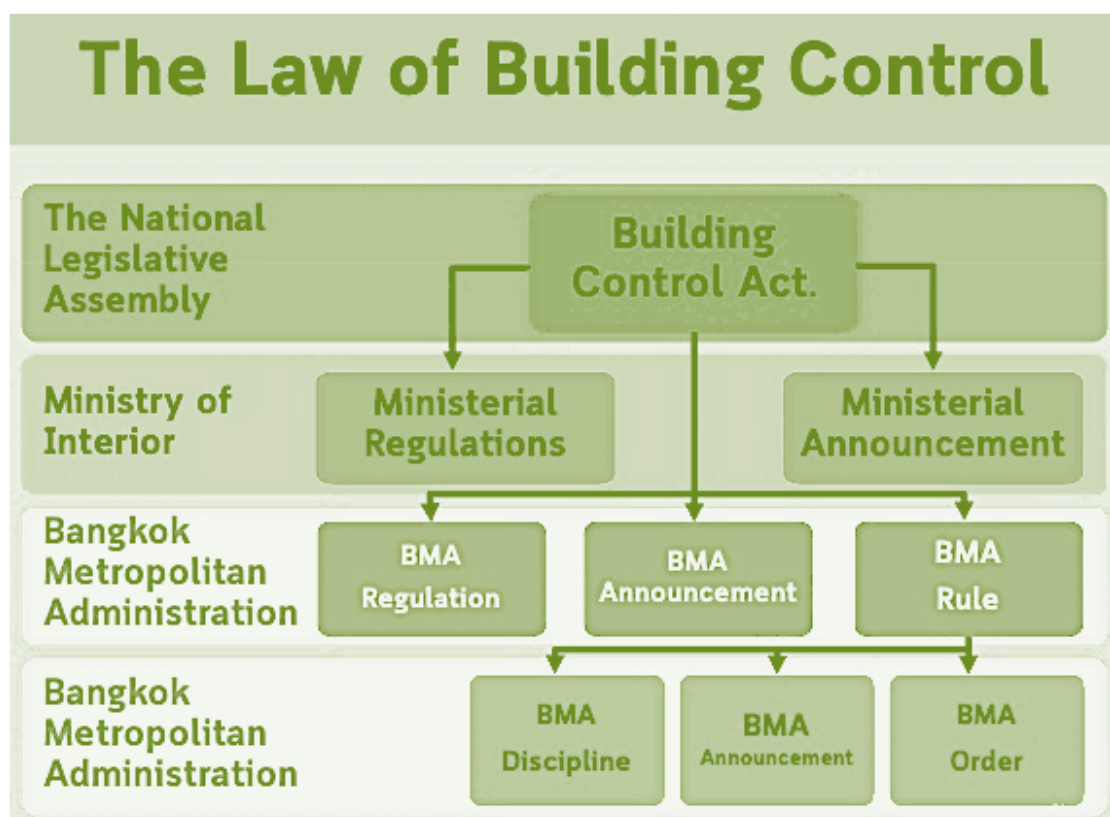 The Law of Building Control
The National
Legislative
Assembly
Building
Control Act.
Ministry of
Interior
Ministerial
Regulations
Ministerial
Announcement
Bangkok
Metropolitan
Administration
BMA
Regulation
BMA
Announcement
BMA
Rule
Bangkok
Metropolitan
Administration
BMA
Discipline
BMA
Announcement
BMA
Order